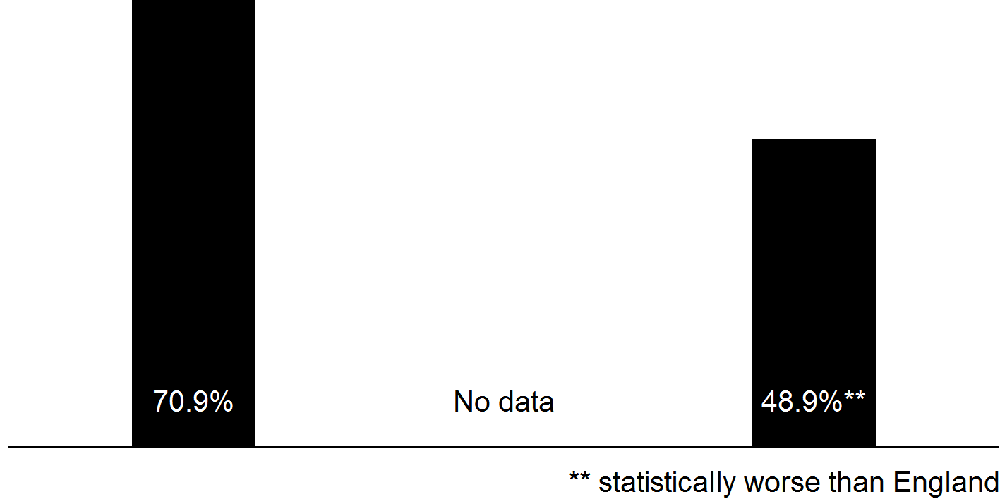 70.9% No data 48.9%**
** statistically worse than England